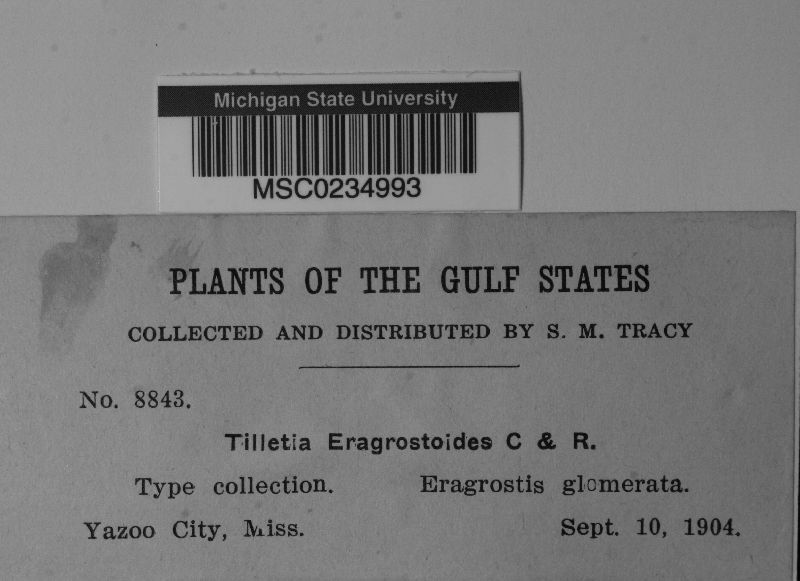 Michigan State University
MSC0234993
PLANTS OF THE GULF STATES
COLLECTED AND DISTRIBUTED BY S. M. TRACY
No. 8843.
Tilletia Eragrostoides C & R.
Type collection. Eragrostis glomerata.
Yazoo City, Miss. Sept. 10, 1904.